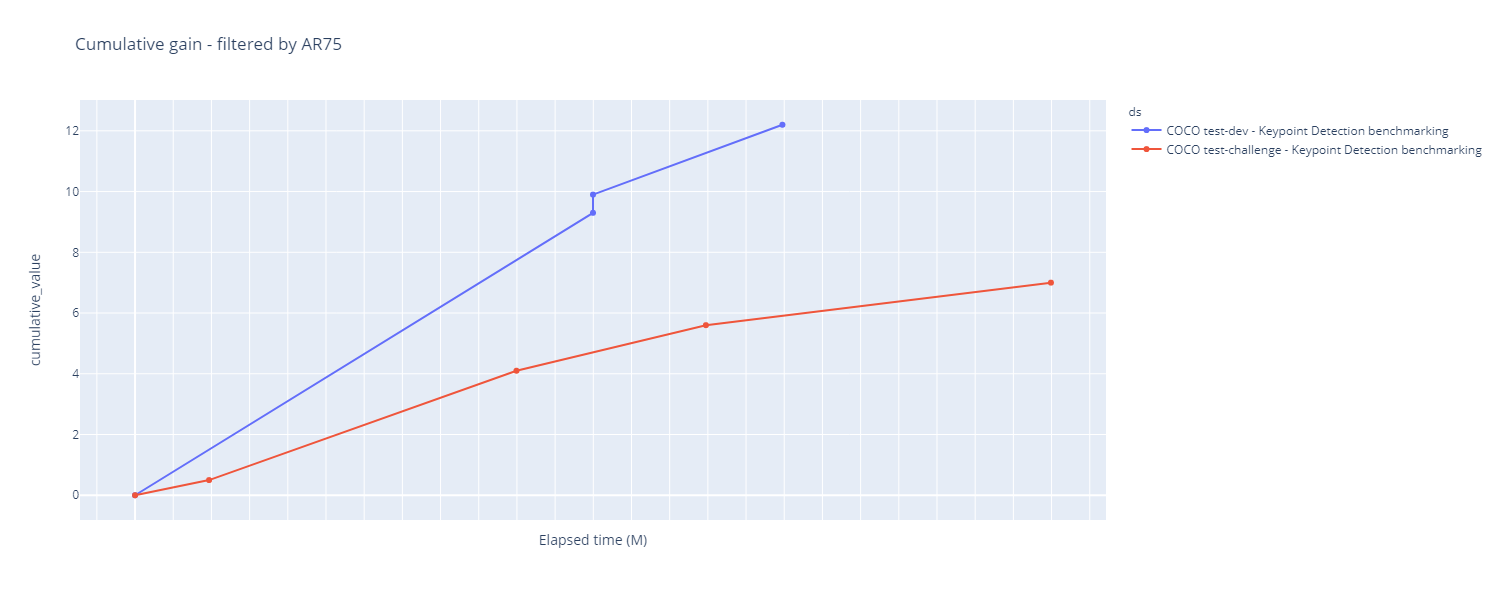 Cumulative gain - filtered by AR75
ds
COCO test-dev - Keypoint Detection benchmarking
COCO test-challenge - Keypoint Detection benchmarking
cumulative_value
12
10
8
6
4
2
0
Elapsed time (M)